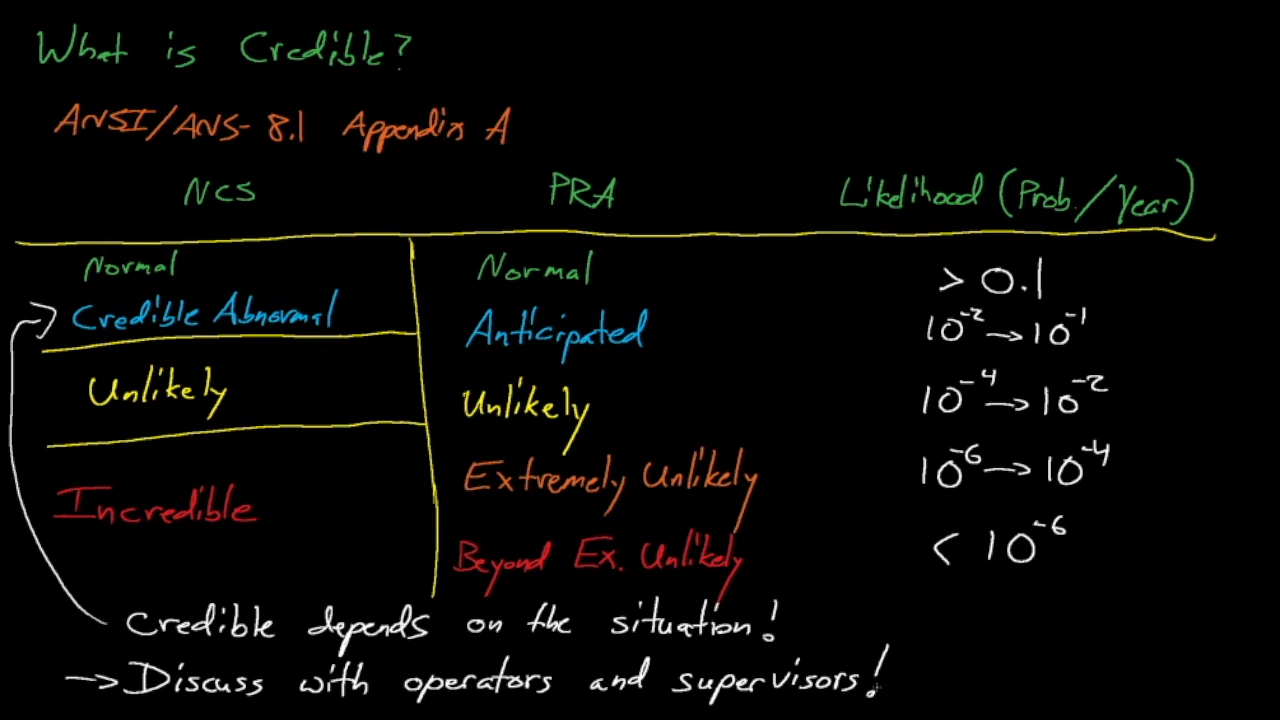 What is Credible?
ANSI/ANS-8.1 Appendix A
NCS PRA Likelihood (Prob./Year)
Normal Normal > 0.1
Credible Abnormal Anticipated 10⁻² → 10⁻¹
Unlikely Unlikely 10⁻⁴ → 10⁻²
Extremely Unlikely 10⁻⁶ → 10⁻⁴
Incredible
Beyond Ex. Unlikely < 10⁻⁶
Credible depends on the situation!
→ Discuss with operators and supervisors!